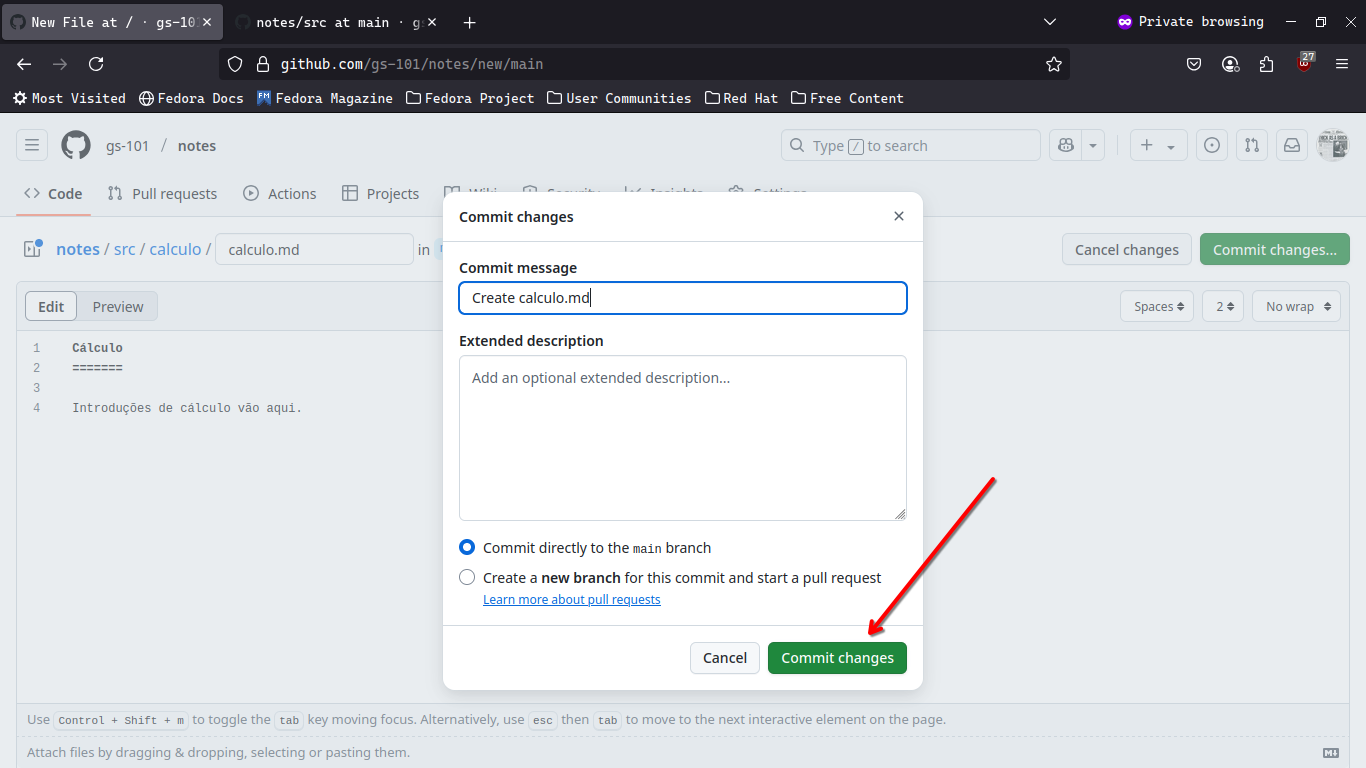 New File at / · gs-10
notes/src at main · g
Private browsing
github.com/gs-101/notes/new/main
27
Most Visited
Fedora Docs
FM Fedora Magazine
Fedora Project
User Communities
Red Hat
Free Content
gs-101 / notes
Type / to search
Code
Pull requests
Actions
Projects
Wiki
Security
Insights
Settings
notes / src / calculo / calculo.md in
Cancel changes
Commit changes...
Edit
Preview
Spaces
2
No wrap
1 Cálculo
2 =======
3
4 Introduções de cálculo vão aqui.
Commit changes
Commit message
Create calculo.md
Extended description
Add an optional extended description...
Commit directly to the main branch
Create a new branch for this commit and start a pull request
Learn more about pull requests
Cancel
Commit changes
Use Control + Shift + m to toggle the tab key moving focus. Alternatively, use esc then tab to move to the next interactive element on the page.
Attach files by dragging & dropping, selecting or pasting them.